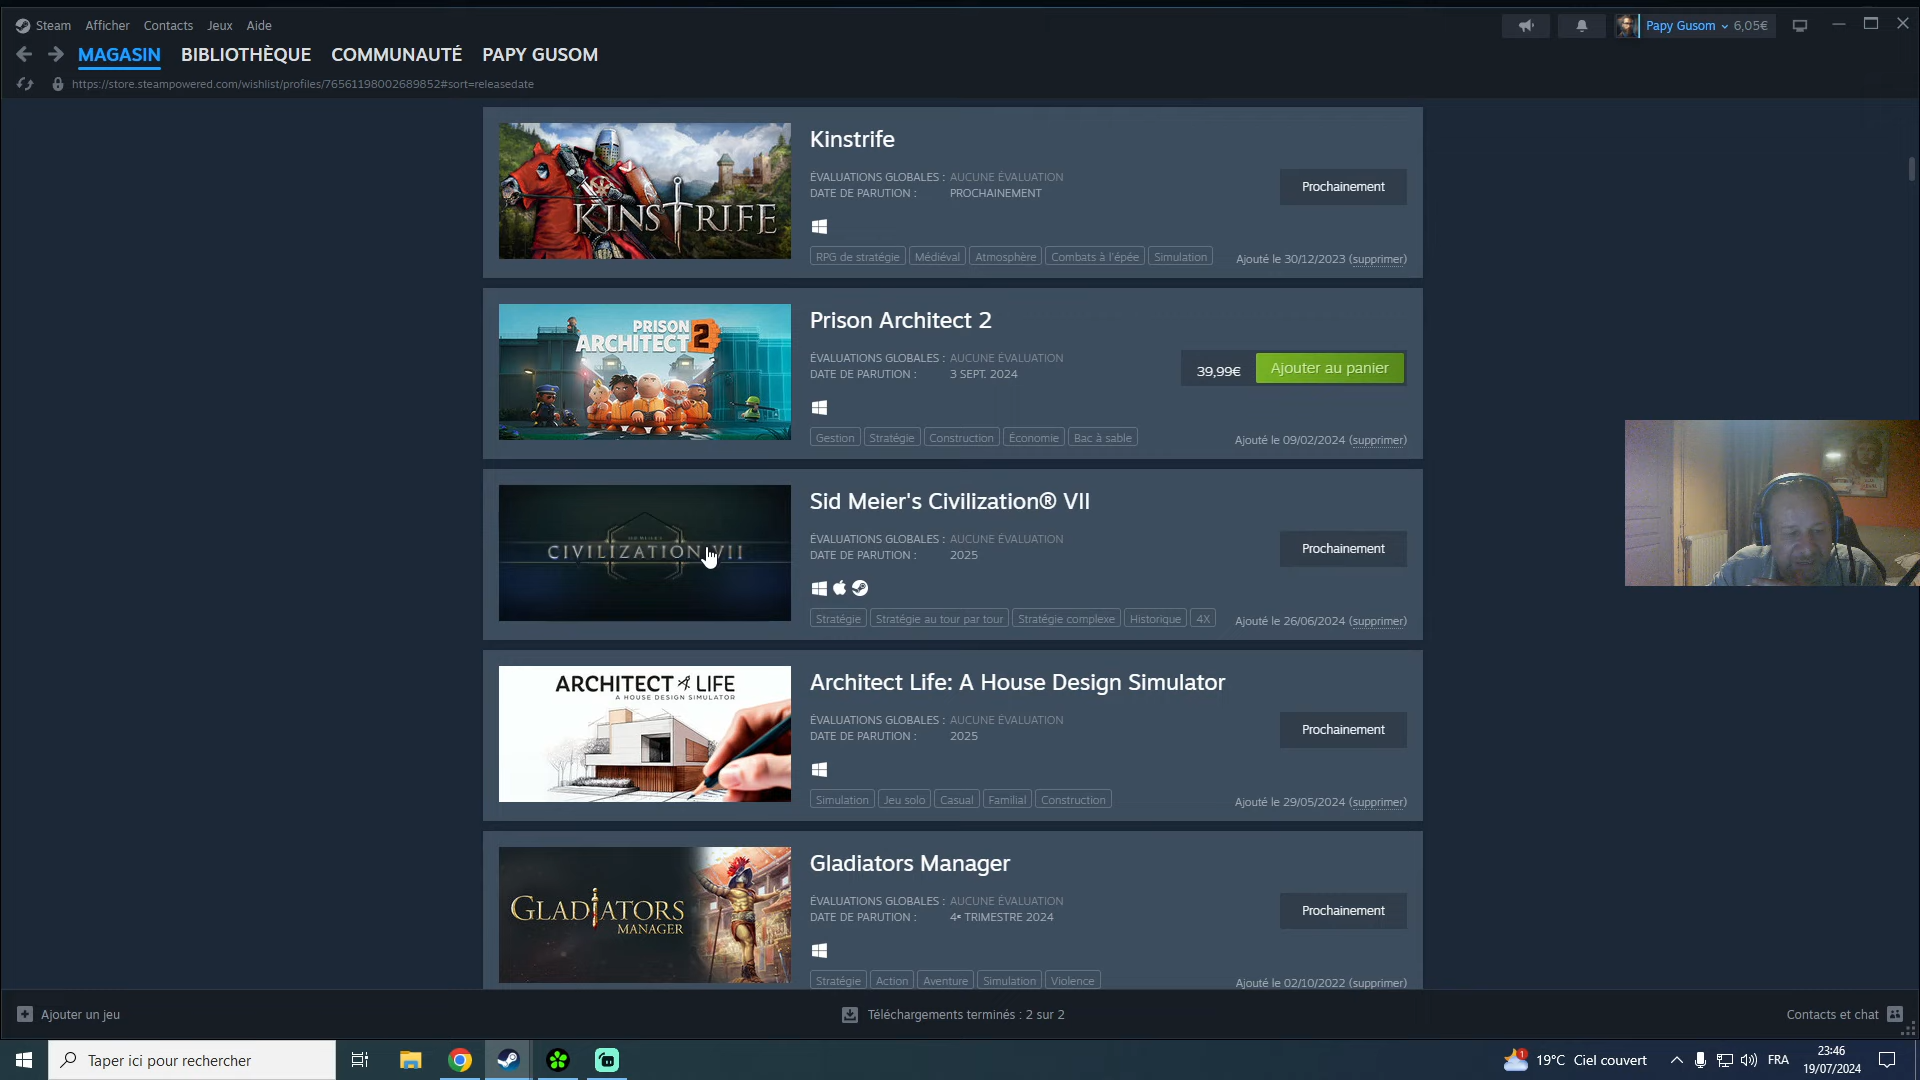 Steam Afficher Contacts Jeux Aide
Papy Gusom 6,05€
MAGASIN BIBLIOTHÈQUE COMMUNAUTÉ PAPY GUSOM
https://store.steampowered.com/wishlist/profiles/76561198002689852#sort=releasedate
KINSTRIFE
Kinstrife
ÉVALUATIONS GLOBALES : AUCUNE ÉVALUATION
DATE DE PARUTION : PROCHAINEMENT
Prochainement
RPG de stratégie Médiéval Atmosphère Combats à l'épée Simulation
Ajouté le 30/12/2023 (supprimer)
PRISON
ARCHITECT 2
Prison Architect 2
ÉVALUATIONS GLOBALES : AUCUNE ÉVALUATION
DATE DE PARUTION : 3 SEPT. 2024
39,99€ Ajouter au panier
Gestion Stratégie Construction Économie Bac à sable
Ajouté le 09/02/2024 (supprimer)
SID MEIER'S
CIVILIZATION VII
Sid Meier's Civilization® VII
ÉVALUATIONS GLOBALES : AUCUNE ÉVALUATION
DATE DE PARUTION : 2025
Prochainement
Stratégie Stratégie au tour par tour Stratégie complexe Historique 4X
Ajouté le 26/06/2024 (supprimer)
ARCHITECT LIFE
A HOUSE DESIGN SIMULATOR
Architect Life: A House Design Simulator
ÉVALUATIONS GLOBALES : AUCUNE ÉVALUATION
DATE DE PARUTION : 2025
Prochainement
Simulation Jeu solo Casual Familial Construction
Ajouté le 29/05/2024 (supprimer)
GLADIATORS
MANAGER
Gladiators Manager
ÉVALUATIONS GLOBALES : AUCUNE ÉVALUATION
DATE DE PARUTION : 4ᵉ TRIMESTRE 2024
Prochainement
Stratégie Action Aventure Simulation Violence
Ajouté le 02/10/2022 (supprimer)
Ajouter un jeu
Téléchargements terminés : 2 sur 2
Contacts et chat
Taper ici pour rechercher
1
19°C Ciel couvert
FRA
23:46
19/07/2024